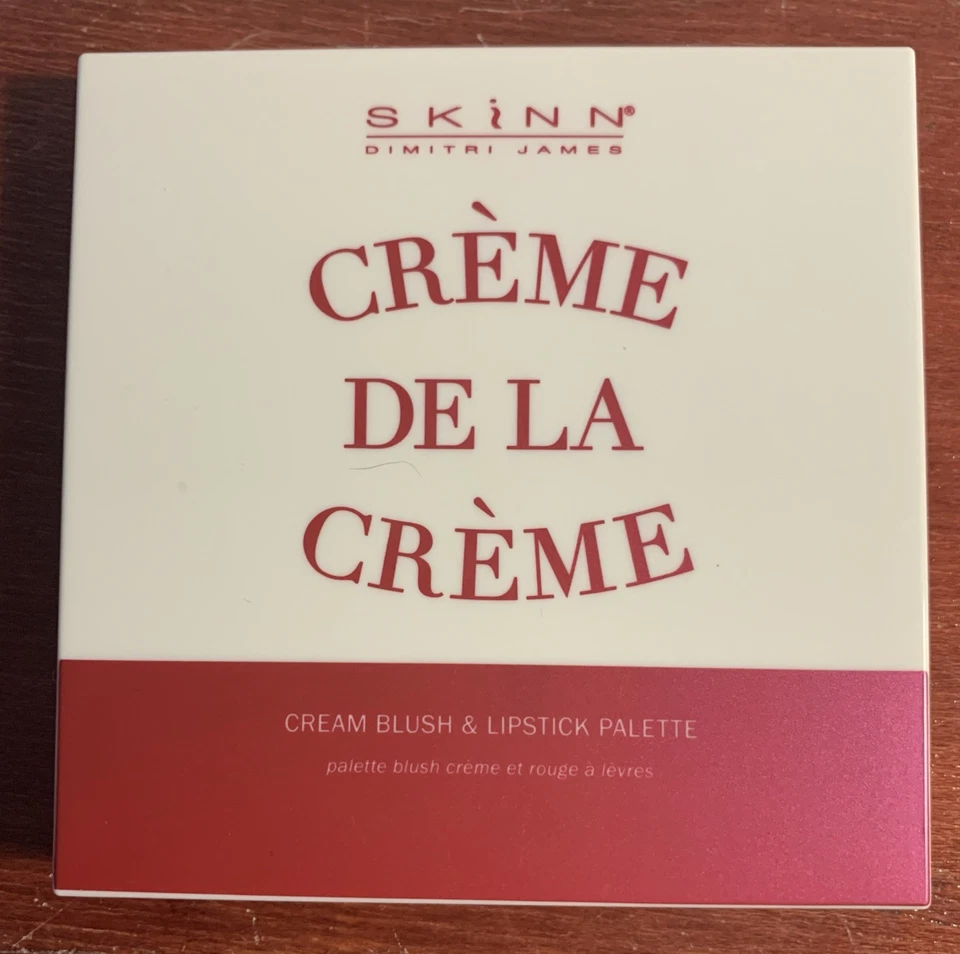 SKiNN®
DIMITRI JAMES
CRÈME
DE LA
CRÈME
CREAM BLUSH & LIPSTICK PALETTE
palette blush crème et rouge à lèvres